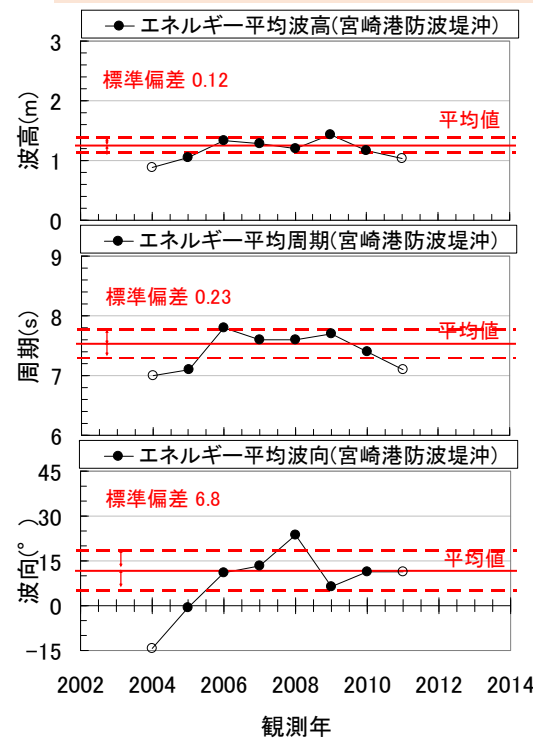 エネルギー平均波高(宮崎港防波堤沖)
3
2
1
0
波高(m)
標準偏差 0.12
平均値
エネルギー平均周期(宮崎港防波堤沖)
9
8
7
6
周期(s)
標準偏差 0.23
平均値
エネルギー平均波向(宮崎港防波堤沖)
45
30
15
0
-15
波向(°)
標準偏差 6.8
平均値
2002 2004 2006 2008 2010 2012 2014
観測年